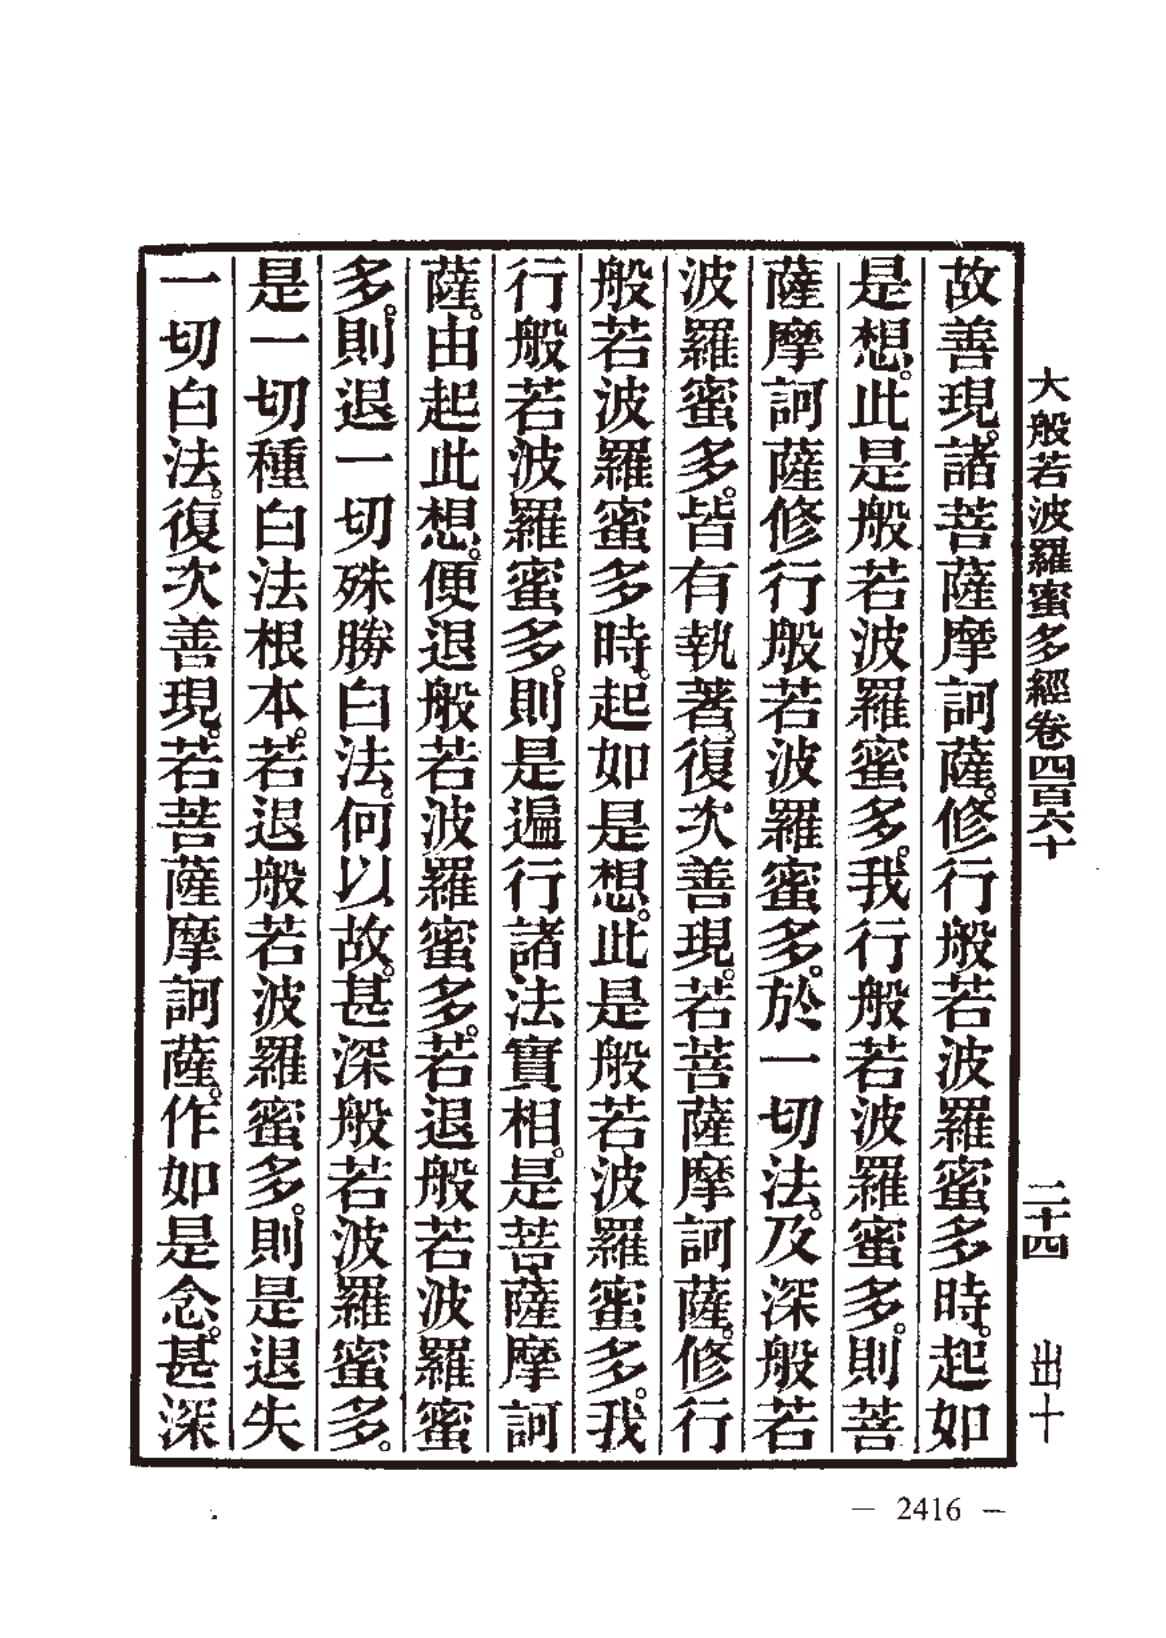 大般若波羅蜜多經卷四百六十　二十四　出十
故善現。諸菩薩摩訶薩。修行般若波羅蜜多時。起如
是想。此是般若波羅蜜多。我行般若波羅蜜多。則菩
薩摩訶薩修行般若波羅蜜多。於一切法。及深般若
波羅蜜多。皆有執著。復次善現。若菩薩摩訶薩。修行
般若波羅蜜多時。起如是想。此是般若波羅蜜多。我
行般若波羅蜜多。則是遍行諸法實相。是菩薩摩訶
薩。由起此想。便退般若波羅蜜多。若退般若波羅蜜
多。則退一切殊勝白法。何以故。甚深般若波羅蜜多。
是一切種白法根本。若退般若波羅蜜多。則是退失
一切白法。復次善現。若菩薩摩訶薩。作如是念。甚深
— 2416 —